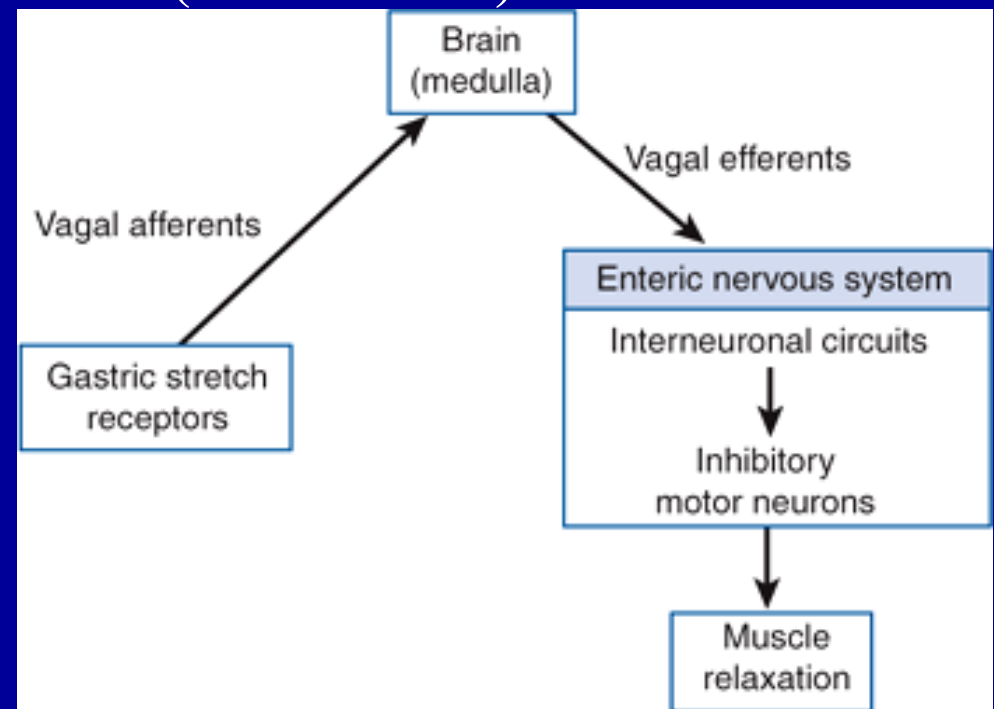 Brain
(medulla)
Vagal efferents
Vagal afferents
Enteric nervous system
Interneuronal circuits
Gastric stretch
receptors
Inhibitory
motor neurons
Muscle
relaxation